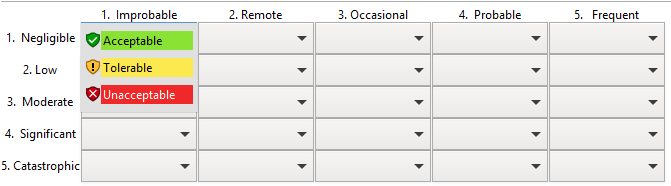 1. Improbable 2. Remote 3. Occasional 4. Probable 5. Frequent
1. Negligible Acceptable
2. Low Tolerable
3. Moderate Unacceptable
4. Significant
5. Catastrophic